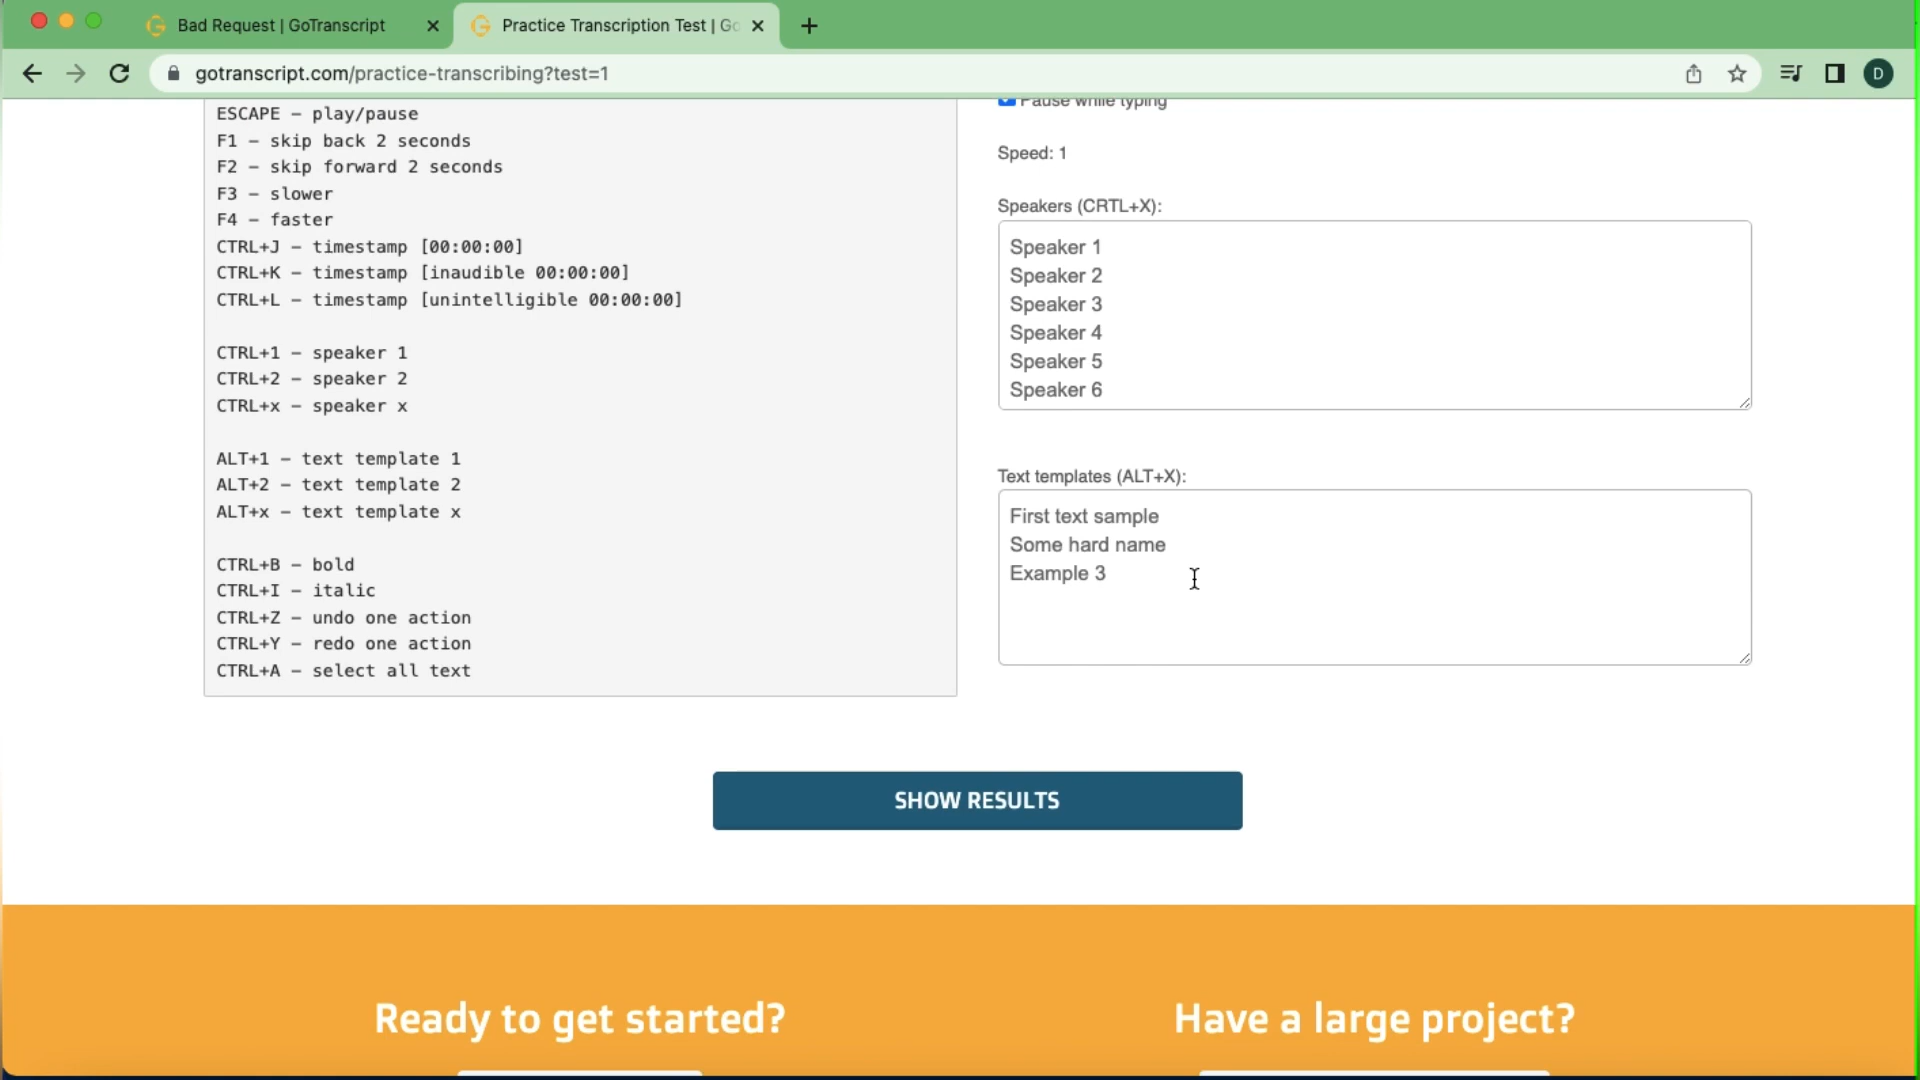 Bad Request | GoTranscript
Practice Transcription Test | Go
gotranscript.com/practice-transcribing?test=1
D
ESCAPE – play/pause
F1 – skip back 2 seconds
F2 – skip forward 2 seconds
F3 – slower
F4 – faster
CTRL+J – timestamp [00:00:00]
CTRL+K – timestamp [inaudible 00:00:00]
CTRL+L – timestamp [unintelligible 00:00:00]
CTRL+1 – speaker 1
CTRL+2 – speaker 2
CTRL+x – speaker x
ALT+1 – text template 1
ALT+2 – text template 2
ALT+x – text template x
CTRL+B – bold
CTRL+I – italic
CTRL+Z – undo one action
CTRL+Y – redo one action
CTRL+A – select all text
Pause while typing
Speed: 1
Speakers (CRTL+X):
Speaker 1
Speaker 2
Speaker 3
Speaker 4
Speaker 5
Speaker 6
Text templates (ALT+X):
First text sample
Some hard name
Example 3
SHOW RESULTS
Ready to get started?
Have a large project?